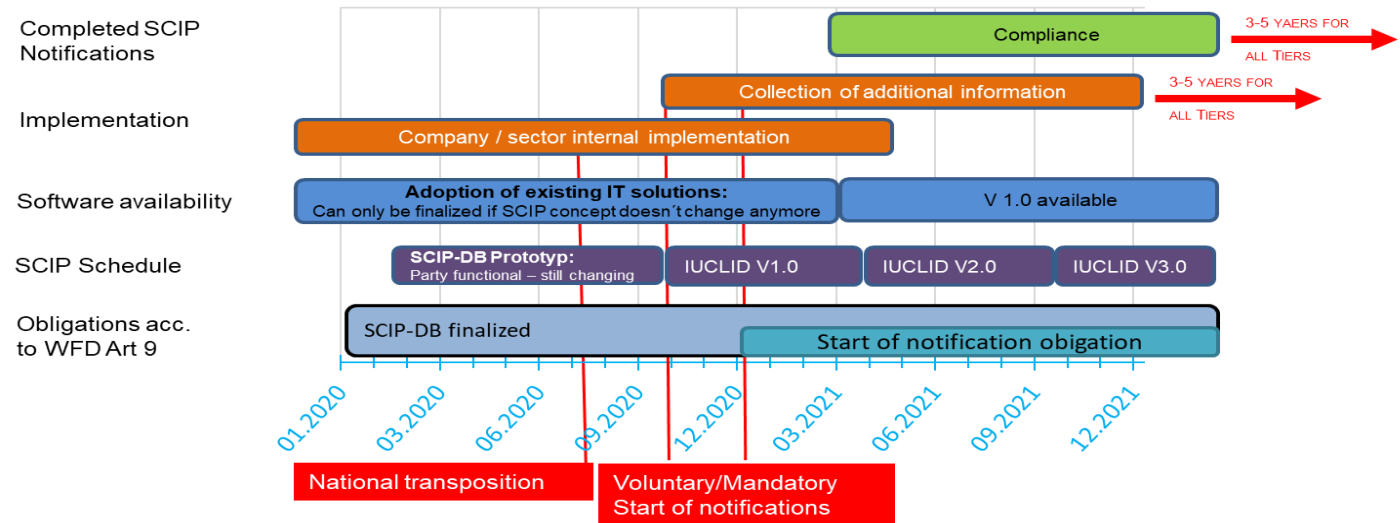 Completed SCIP
Notifications
Compliance
3-5 YAERS FOR
ALL TIERS
Collection of additional information
3-5 YAERS FOR
ALL TIERS
Implementation
Company / sector internal implementation
Software availability
Adoption of existing IT solutions:
Can only be finalized if SCIP concept doesn´t change anymore
V 1.0 available
SCIP Schedule
SCIP-DB Prototyp:
Party functional – still changing
IUCLID V1.0
IUCLID V2.0
IUCLID V3.0
Obligations acc.
to WFD Art 9
SCIP-DB finalized
Start of notification obigation
01.2020
03.2020
06.2020
09.2020
12.2020
03.2021
06.2021
09.2021
12.2021
National transposition
Voluntary/Mandatory
Start of notifications